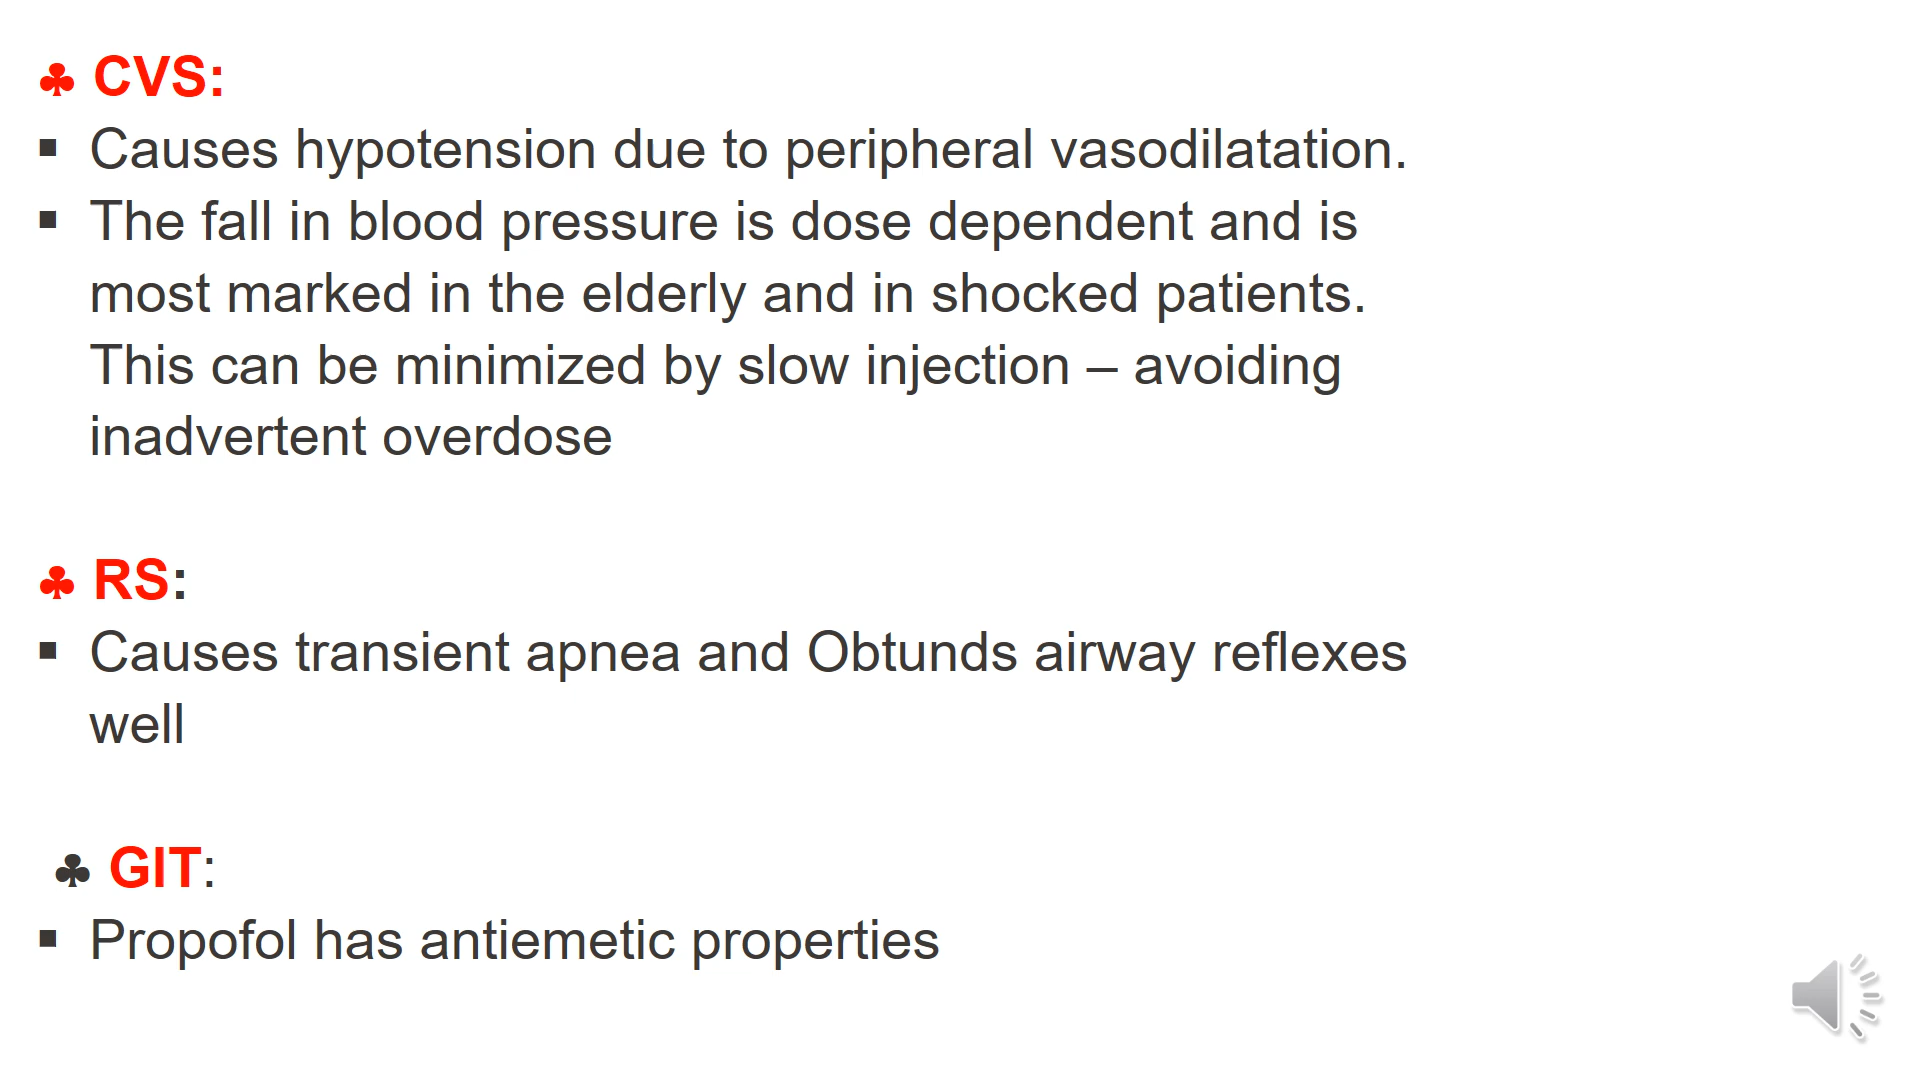 ♣ CVS:
▪ Causes hypotension due to peripheral vasodilatation.
▪ The fall in blood pressure is dose dependent and is
most marked in the elderly and in shocked patients.
This can be minimized by slow injection – avoiding
inadvertent overdose
♣ RS:
▪ Causes transient apnea and Obtunds airway reflexes
well
♣ GIT:
▪ Propofol has antiemetic properties